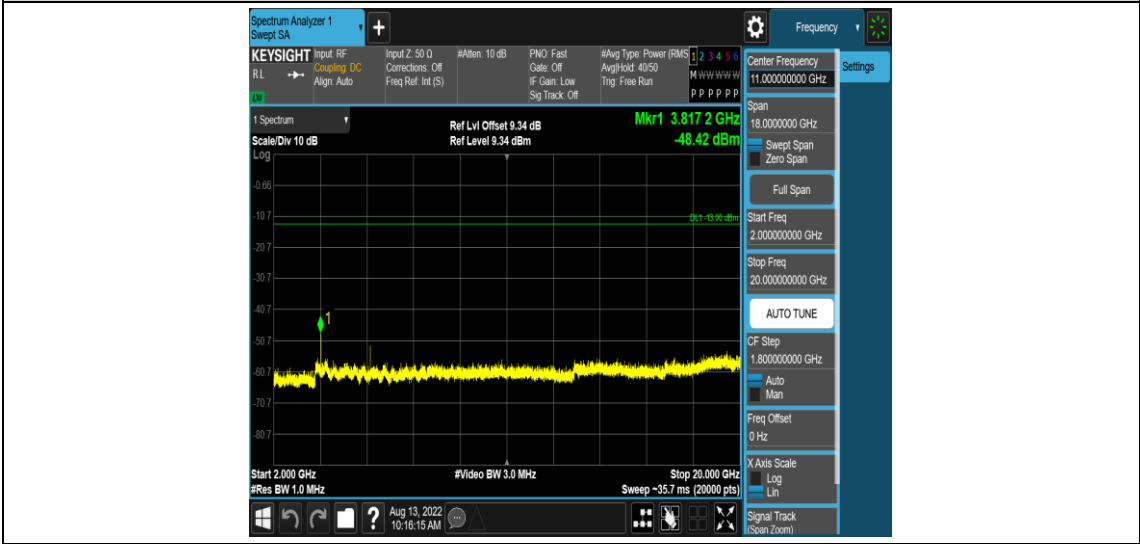 Spectrum Analyzer 1
Swept SA
+
Frequency
KEYSIGHT
RL
LXI
Input: RF
Coupling: DC
Align: Auto
Input Z: 50 Ω
Corrections: Off
Freq Ref: Int (S)
#Atten: 10 dB
PNO: Fast
Gate: Off
IF Gain: Low
Sig Track: Off
#Avg Type: Power (RMS
Avg|Hold: 40/50
Trig: Free Run
1 2 3 4 5 6
M W W W W W
P P P P P P
1 Spectrum
Scale/Div 10 dB
Log
Ref Lvl Offset 9.34 dB
Ref Level 9.34 dBm
Mkr1 3.817 2 GHz
-48.42 dBm
-0.66
-10.7
DL1 -13.00 dBm
-20.7
-30.7
-40.7
1
-50.7
-60.7
-70.7
-80.7
Start 2.000 GHz
#Video BW 3.0 MHz
Stop 20.000 GHz
#Res BW 1.0 MHz
Sweep ~35.7 ms (20000 pts)
?
Aug 13, 2022
10:16:15 AM
Center Frequency
11.000000000 GHz
Settings
Span
18.0000000 GHz
Swept Span
Zero Span
Full Span
Start Freq
2.000000000 GHz
Stop Freq
20.000000000 GHz
AUTO TUNE
CF Step
1.800000000 GHz
Auto
Man
Freq Offset
0 Hz
X Axis Scale
Log
Lin
Signal Track
(Span Zoom)